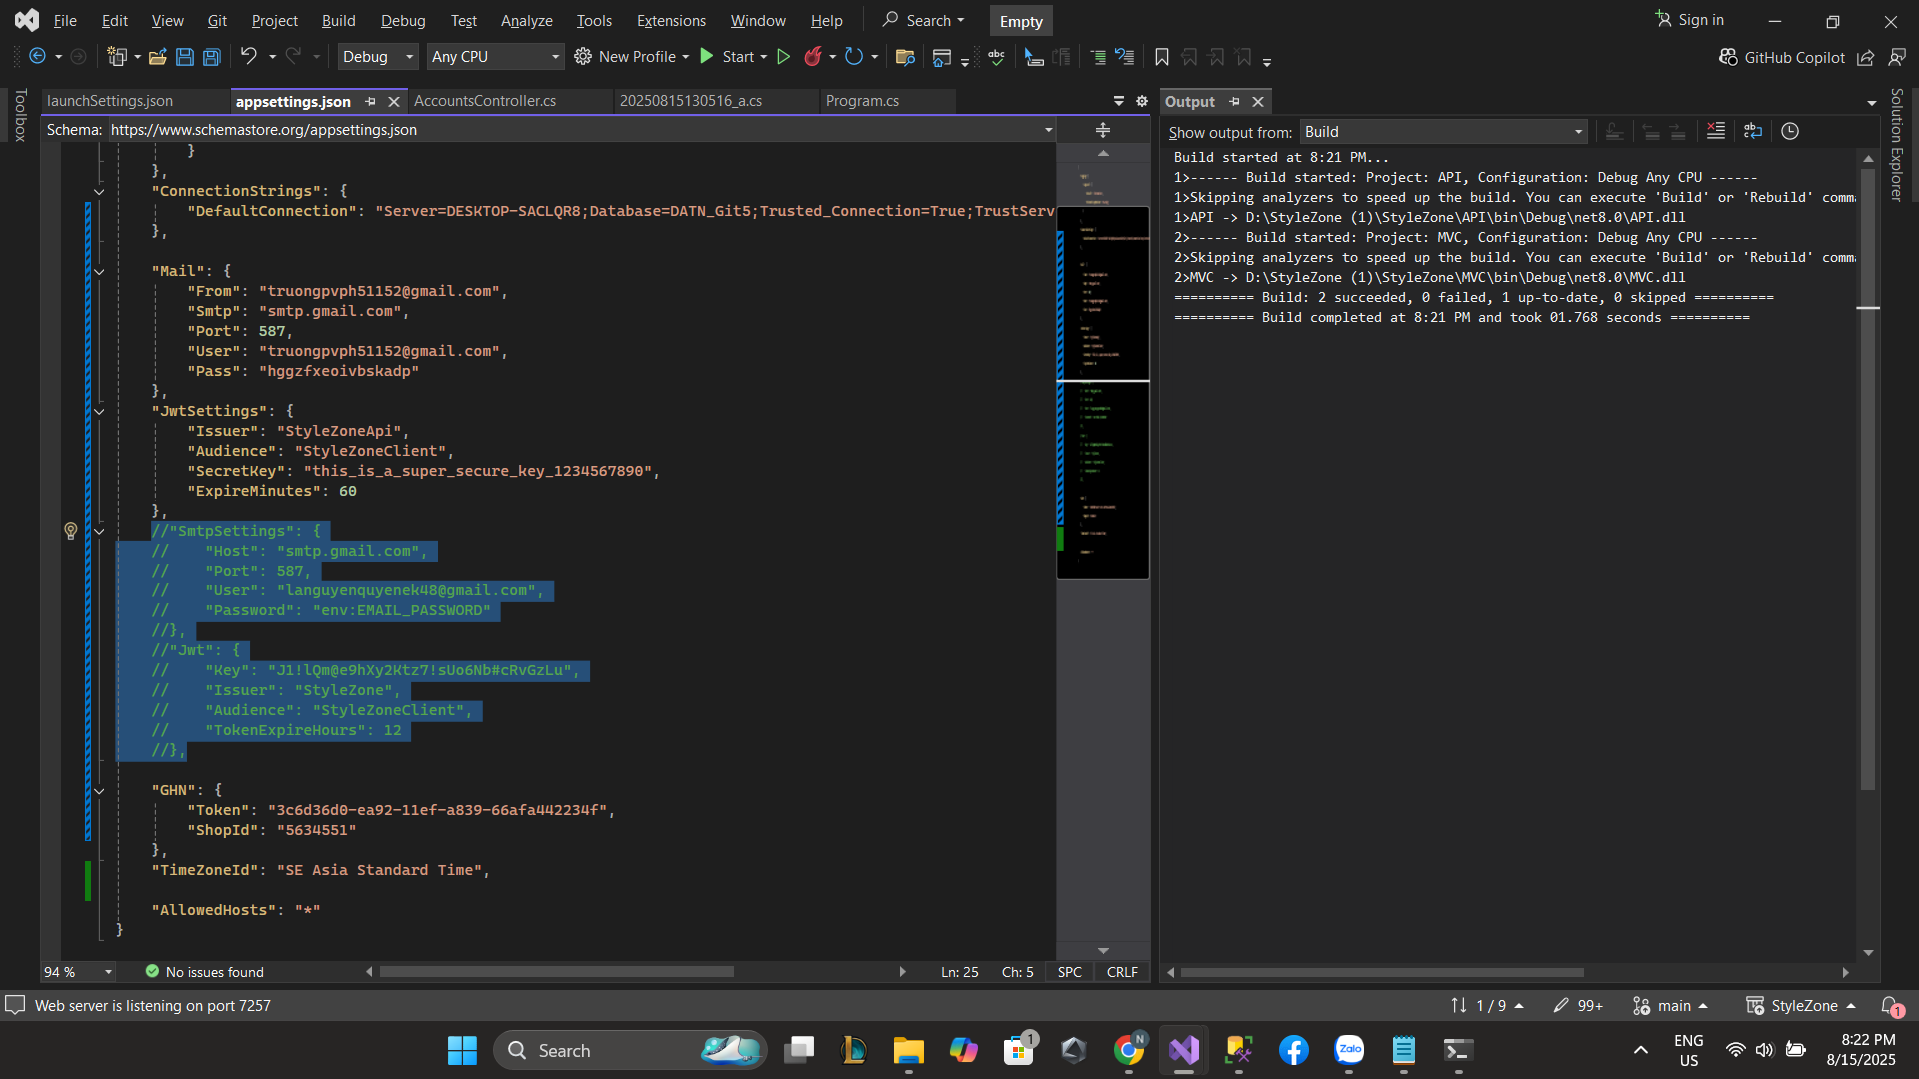 File Edit View Git Project Build Debug Test Analyze Tools Extensions Window Help Search Empty Sign in
Debug Any CPU New Profile Start GitHub Copilot
Toolbox
launchSettings.json appsettings.json AccountsController.cs 20250815130516_a.cs Program.cs
Schema: https://www.schemastore.org/appsettings.json
}
},
"ConnectionStrings": {
"DefaultConnection": "Server=DESKTOP-SACLQR8;Database=DATN_Git5;Trusted_Connection=True;TrustServ
},
"Mail": {
"From": "truongpvph51152@gmail.com",
"Smtp": "smtp.gmail.com",
"Port": 587,
"User": "truongpvph51152@gmail.com",
"Pass": "hggzfxeoivbskadp"
},
"JwtSettings": {
"Issuer": "StyleZoneApi",
"Audience": "StyleZoneClient",
"SecretKey": "this_is_a_super_secure_key_1234567890",
"ExpireMinutes": 60
},
//"SmtpSettings": {
//    "Host": "smtp.gmail.com",
//    "Port": 587,
//    "User": "languyenquyenek48@gmail.com",
//    "Password": "env:EMAIL_PASSWORD"
//},
//"Jwt": {
//    "Key": "J1!lQm@e9hXy2Ktz7!sUo6Nb#cRvGzLu",
//    "Issuer": "StyleZone",
//    "Audience": "StyleZoneClient",
//    "TokenExpireHours": 12
//},
"GHN": {
"Token": "3c6d36d0-ea92-11ef-a839-66afa442234f",
"ShopId": "5634551"
},
"TimeZoneId": "SE Asia Standard Time",
"AllowedHosts": "*"
}
94 % No issues found Ln: 25 Ch: 5 SPC CRLF
Output
Show output from: Build
Build started at 8:21 PM...
1>------ Build started: Project: API, Configuration: Debug Any CPU ------
1>Skipping analyzers to speed up the build. You can execute 'Build' or 'Rebuild' comma
1>API -> D:\StyleZone (1)\StyleZone\API\bin\Debug\net8.0\API.dll
2>------ Build started: Project: MVC, Configuration: Debug Any CPU ------
2>Skipping analyzers to speed up the build. You can execute 'Build' or 'Rebuild' comma
2>MVC -> D:\StyleZone (1)\StyleZone\MVC\bin\Debug\net8.0\MVC.dll
========== Build: 2 succeeded, 0 failed, 1 up-to-date, 0 skipped ==========
========== Build completed at 8:21 PM and took 01.768 seconds ==========
Solution Explorer
Web server is listening on port 7257 1 / 9 99+ main StyleZone 1
Search 1 N Zalo ENG US 8:22 PM 8/15/2025